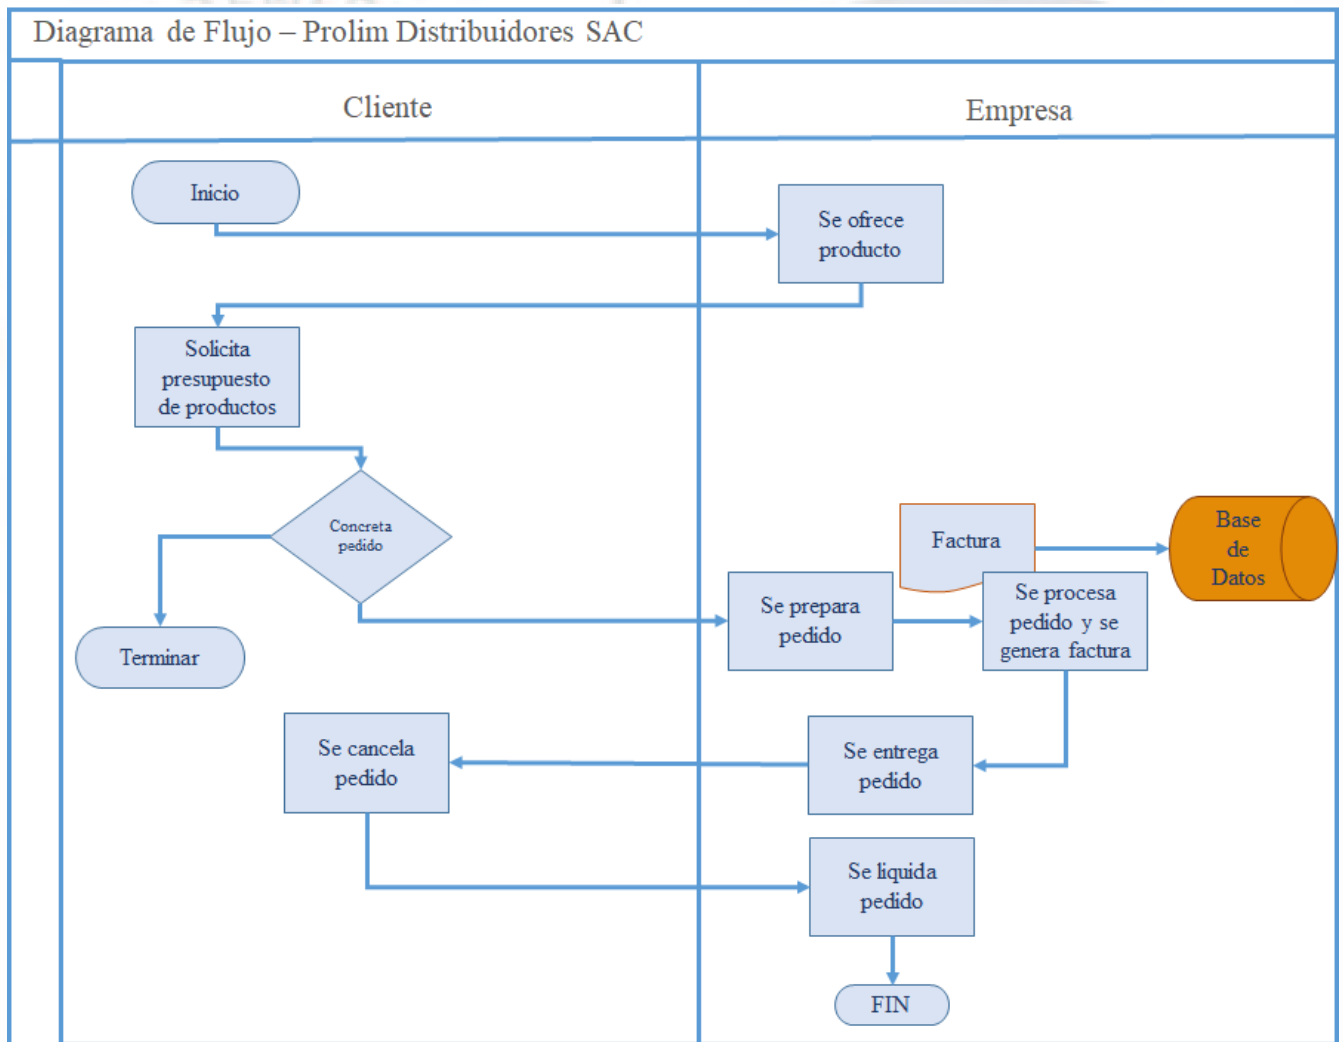 Diagrama de Flujo – Prolim Distribuidores SAC
Cliente
Empresa
Inicio
Se ofrece
producto
Solicita
presupuesto
de productos
Concreta
pedido
Factura
Base
de
Datos
Se prepara
pedido
Se procesa
pedido y se
genera factura
Terminar
Se cancela
pedido
Se entrega
pedido
Se liquida
pedido
FIN